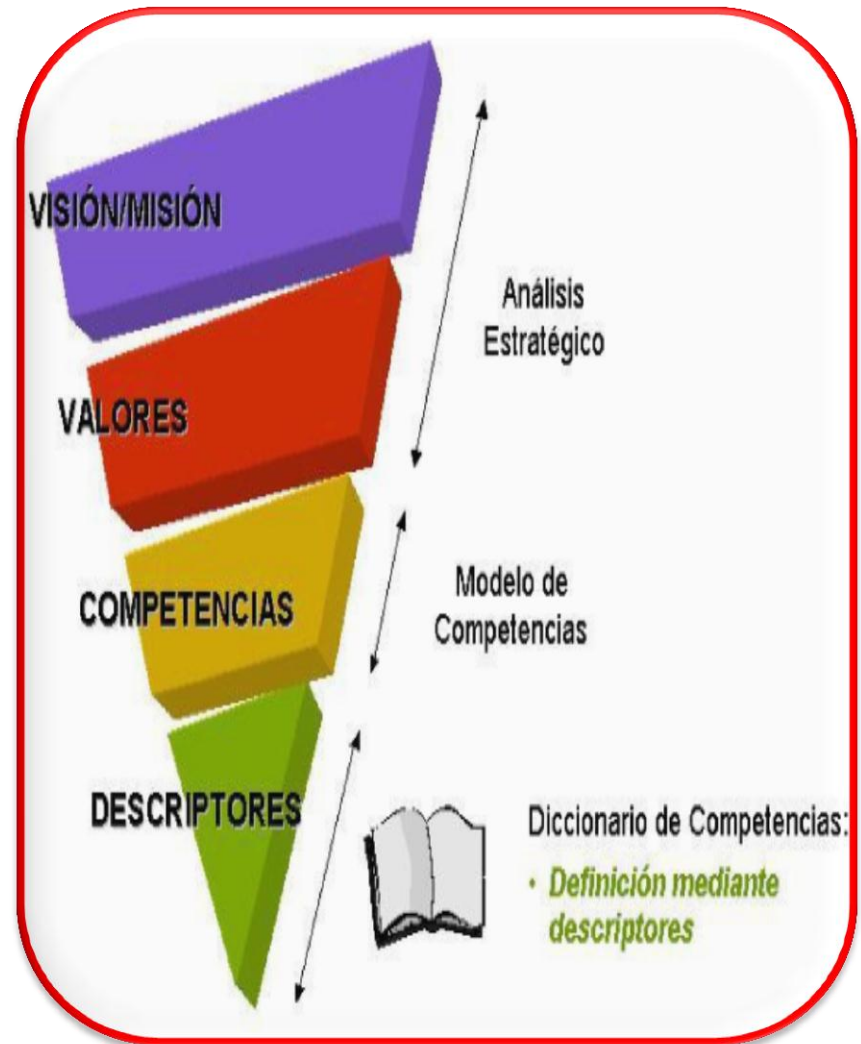 VISIÓN/MISIÓN
Análisis
Estratégico
VALORES
COMPETENCIAS
Modelo de
Competencias
DESCRIPTORES
Diccionario de Competencias:
• Definición mediante
descriptores